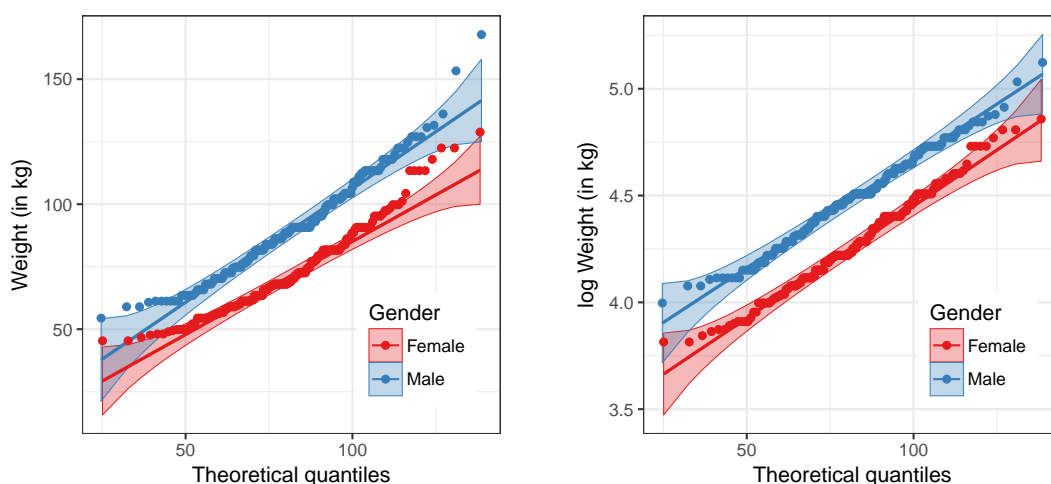 Weight (in kg)
150
100
50
50
100
Theoretical quantiles
Gender
Female
Male
log Weight (in kg)
5.0
4.5
4.0
3.5
50
100
Theoretical quantiles
Gender
Female
Male